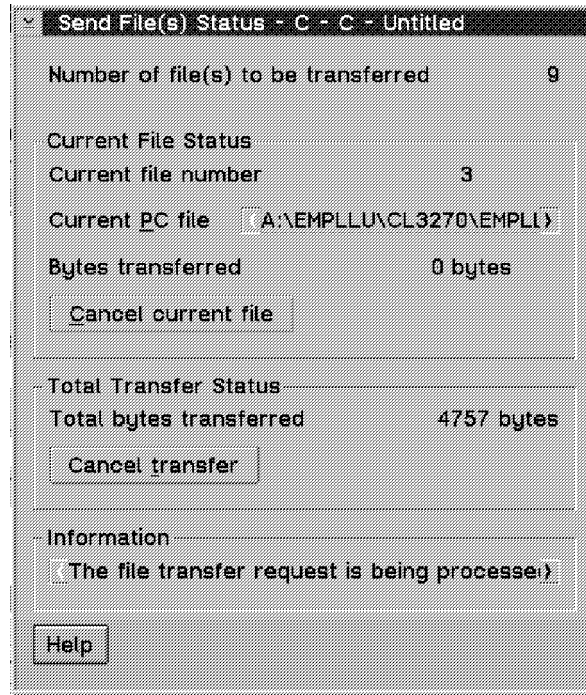 Send File(s) Status - C - C - Untitled
Number of file(s) to be transferred 9
Current File Status
Current file number 3
Current PC file A:\EMPLLU\CL3270\EMPL
Bytes transferred 0 bytes
Cancel current file
Total Transfer Status
Total bytes transferred 4757 bytes
Cancel transfer
Information
The file transfer request is being processe
Help